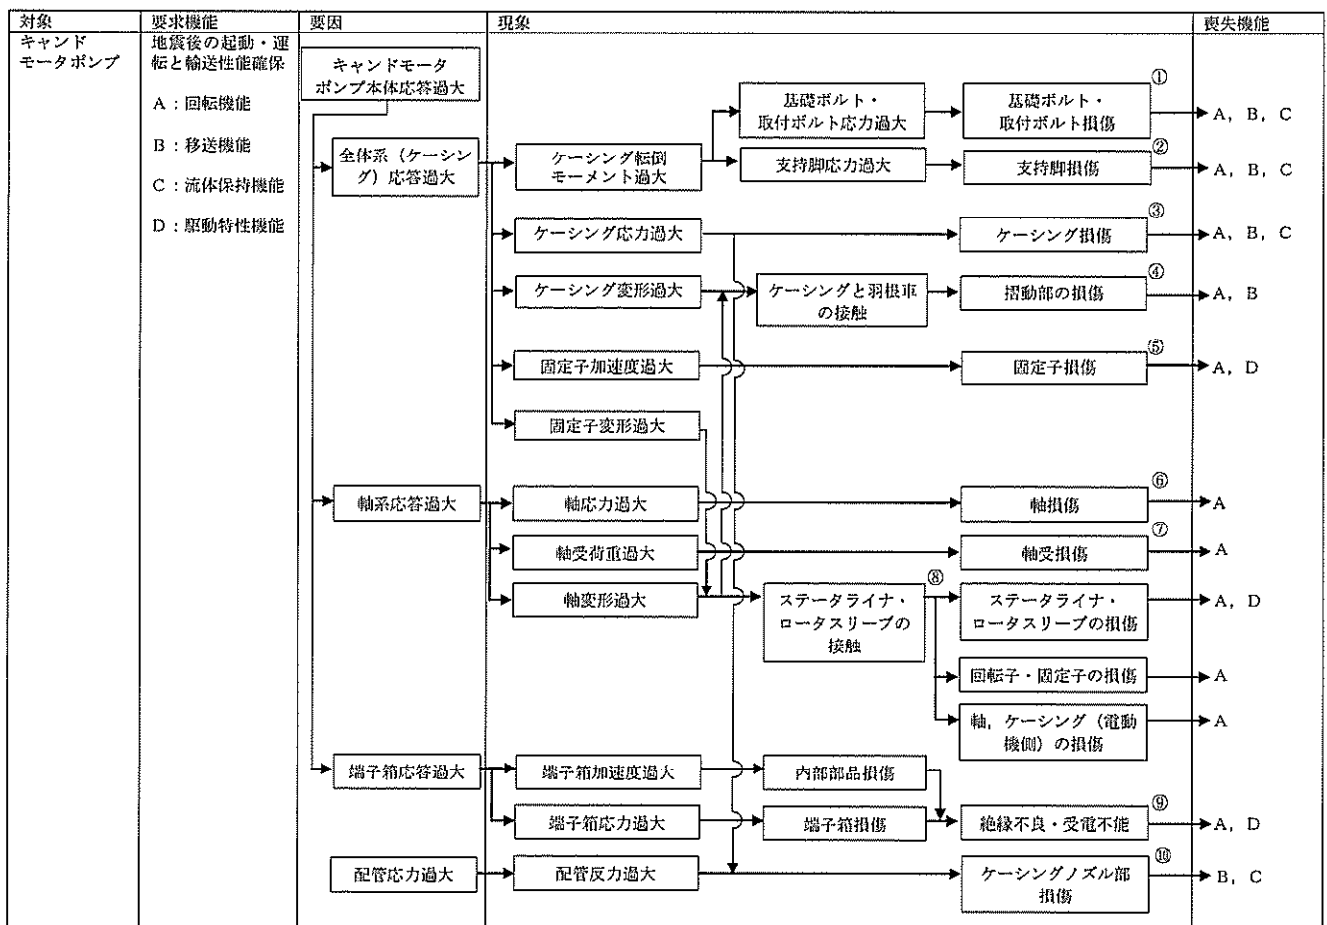 対象
要求機能
要因
現象
喪失機能
キャンド
モータポンプ
地震後の起動・運
転と輸送性能確保
A：回転機能
B：移送機能
C：流体保持機能
D：駆動特性機能
キャンドモータ
ポンプ本体応答過大
全体系（ケーシン
グ）応答過大
ケーシング転倒
モーメント過大
基礎ボルト・
取付ボルト応力過大
①
基礎ボルト・
取付ボルト損傷
A，B，C
支持脚応力過大
②
支持脚損傷
A，B，C
ケーシング応力過大
③
ケーシング損傷
A，B，C
ケーシング変形過大
ケーシングと羽根車
の接触
④
摺動部の損傷
A，B
固定子加速度過大
⑤
固定子損傷
A，D
固定子変形過大
軸系応答過大
軸応力過大
⑥
軸損傷
A
軸受荷重過大
⑦
軸受損傷
A
軸変形過大
⑧
ステータライナ・
ロータスリーブの
接触
ステータライナ・
ロータスリーブの損傷
A，D
回転子・固定子の損傷
A
軸，ケーシング（電動
機側）の損傷
A
端子箱応答過大
端子箱加速度過大
内部部品損傷
端子箱応力過大
端子箱損傷
⑨
絶縁不良・受電不能
A，D
配管応力過大
配管反力過大
⑩
ケーシングノズル部
損傷
B，C